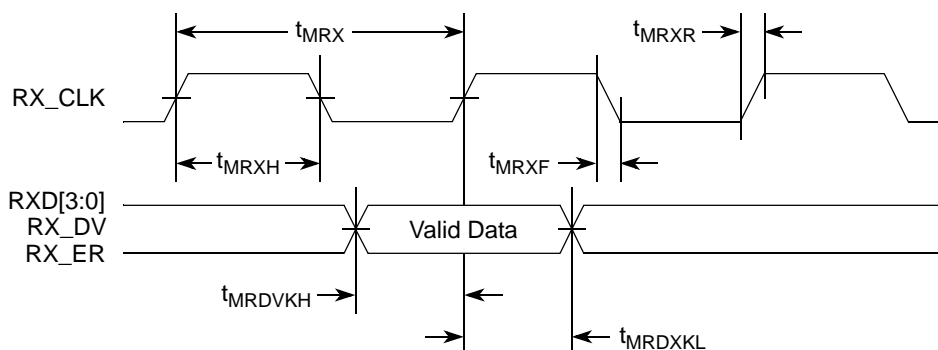 tMRX
tMRXR
RX_CLK
tMRXH
tMRXF
RXD[3:0]
RX_DV
Valid Data
RX_ER
tMRDVKH
tMRDXKL